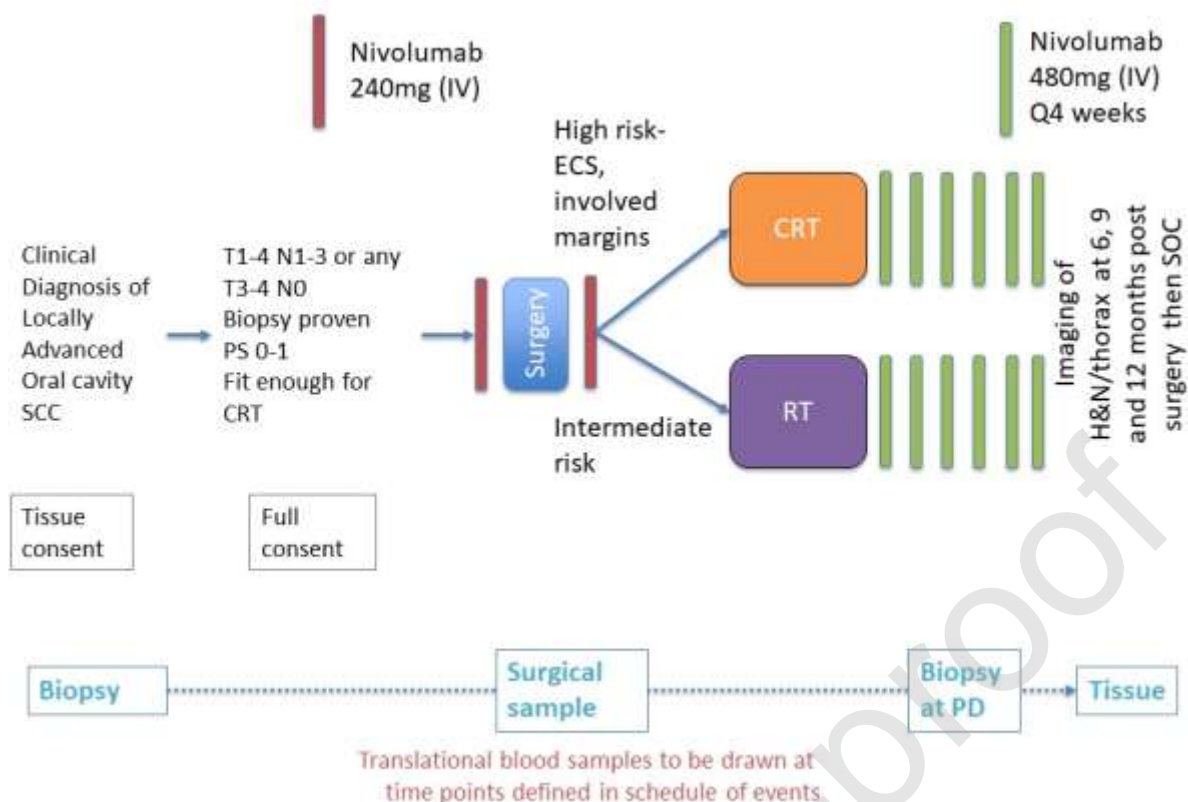 Nivolumab
240mg (IV)
Nivolumab
480mg (IV)
Q4 weeks
High risk-
ECS,
involved
margins
Clinical
Diagnosis of
Locally
Advanced
Oral cavity
SCC
T1-4 N1-3 or any
T3-4 N0
Biopsy proven
PS 0-1
Fit enough for
CRT
Surgery
CRT
Intermediate
risk
RT
Imaging of
H&N/thorax at 6, 9
and 12 months post
surgery then SOC
Tissue
consent
Full
consent
Biopsy
Surgical
sample
Biopsy
at PD
Tissue
Translational blood samples to be drawn at
time points defined in schedule of events
proof